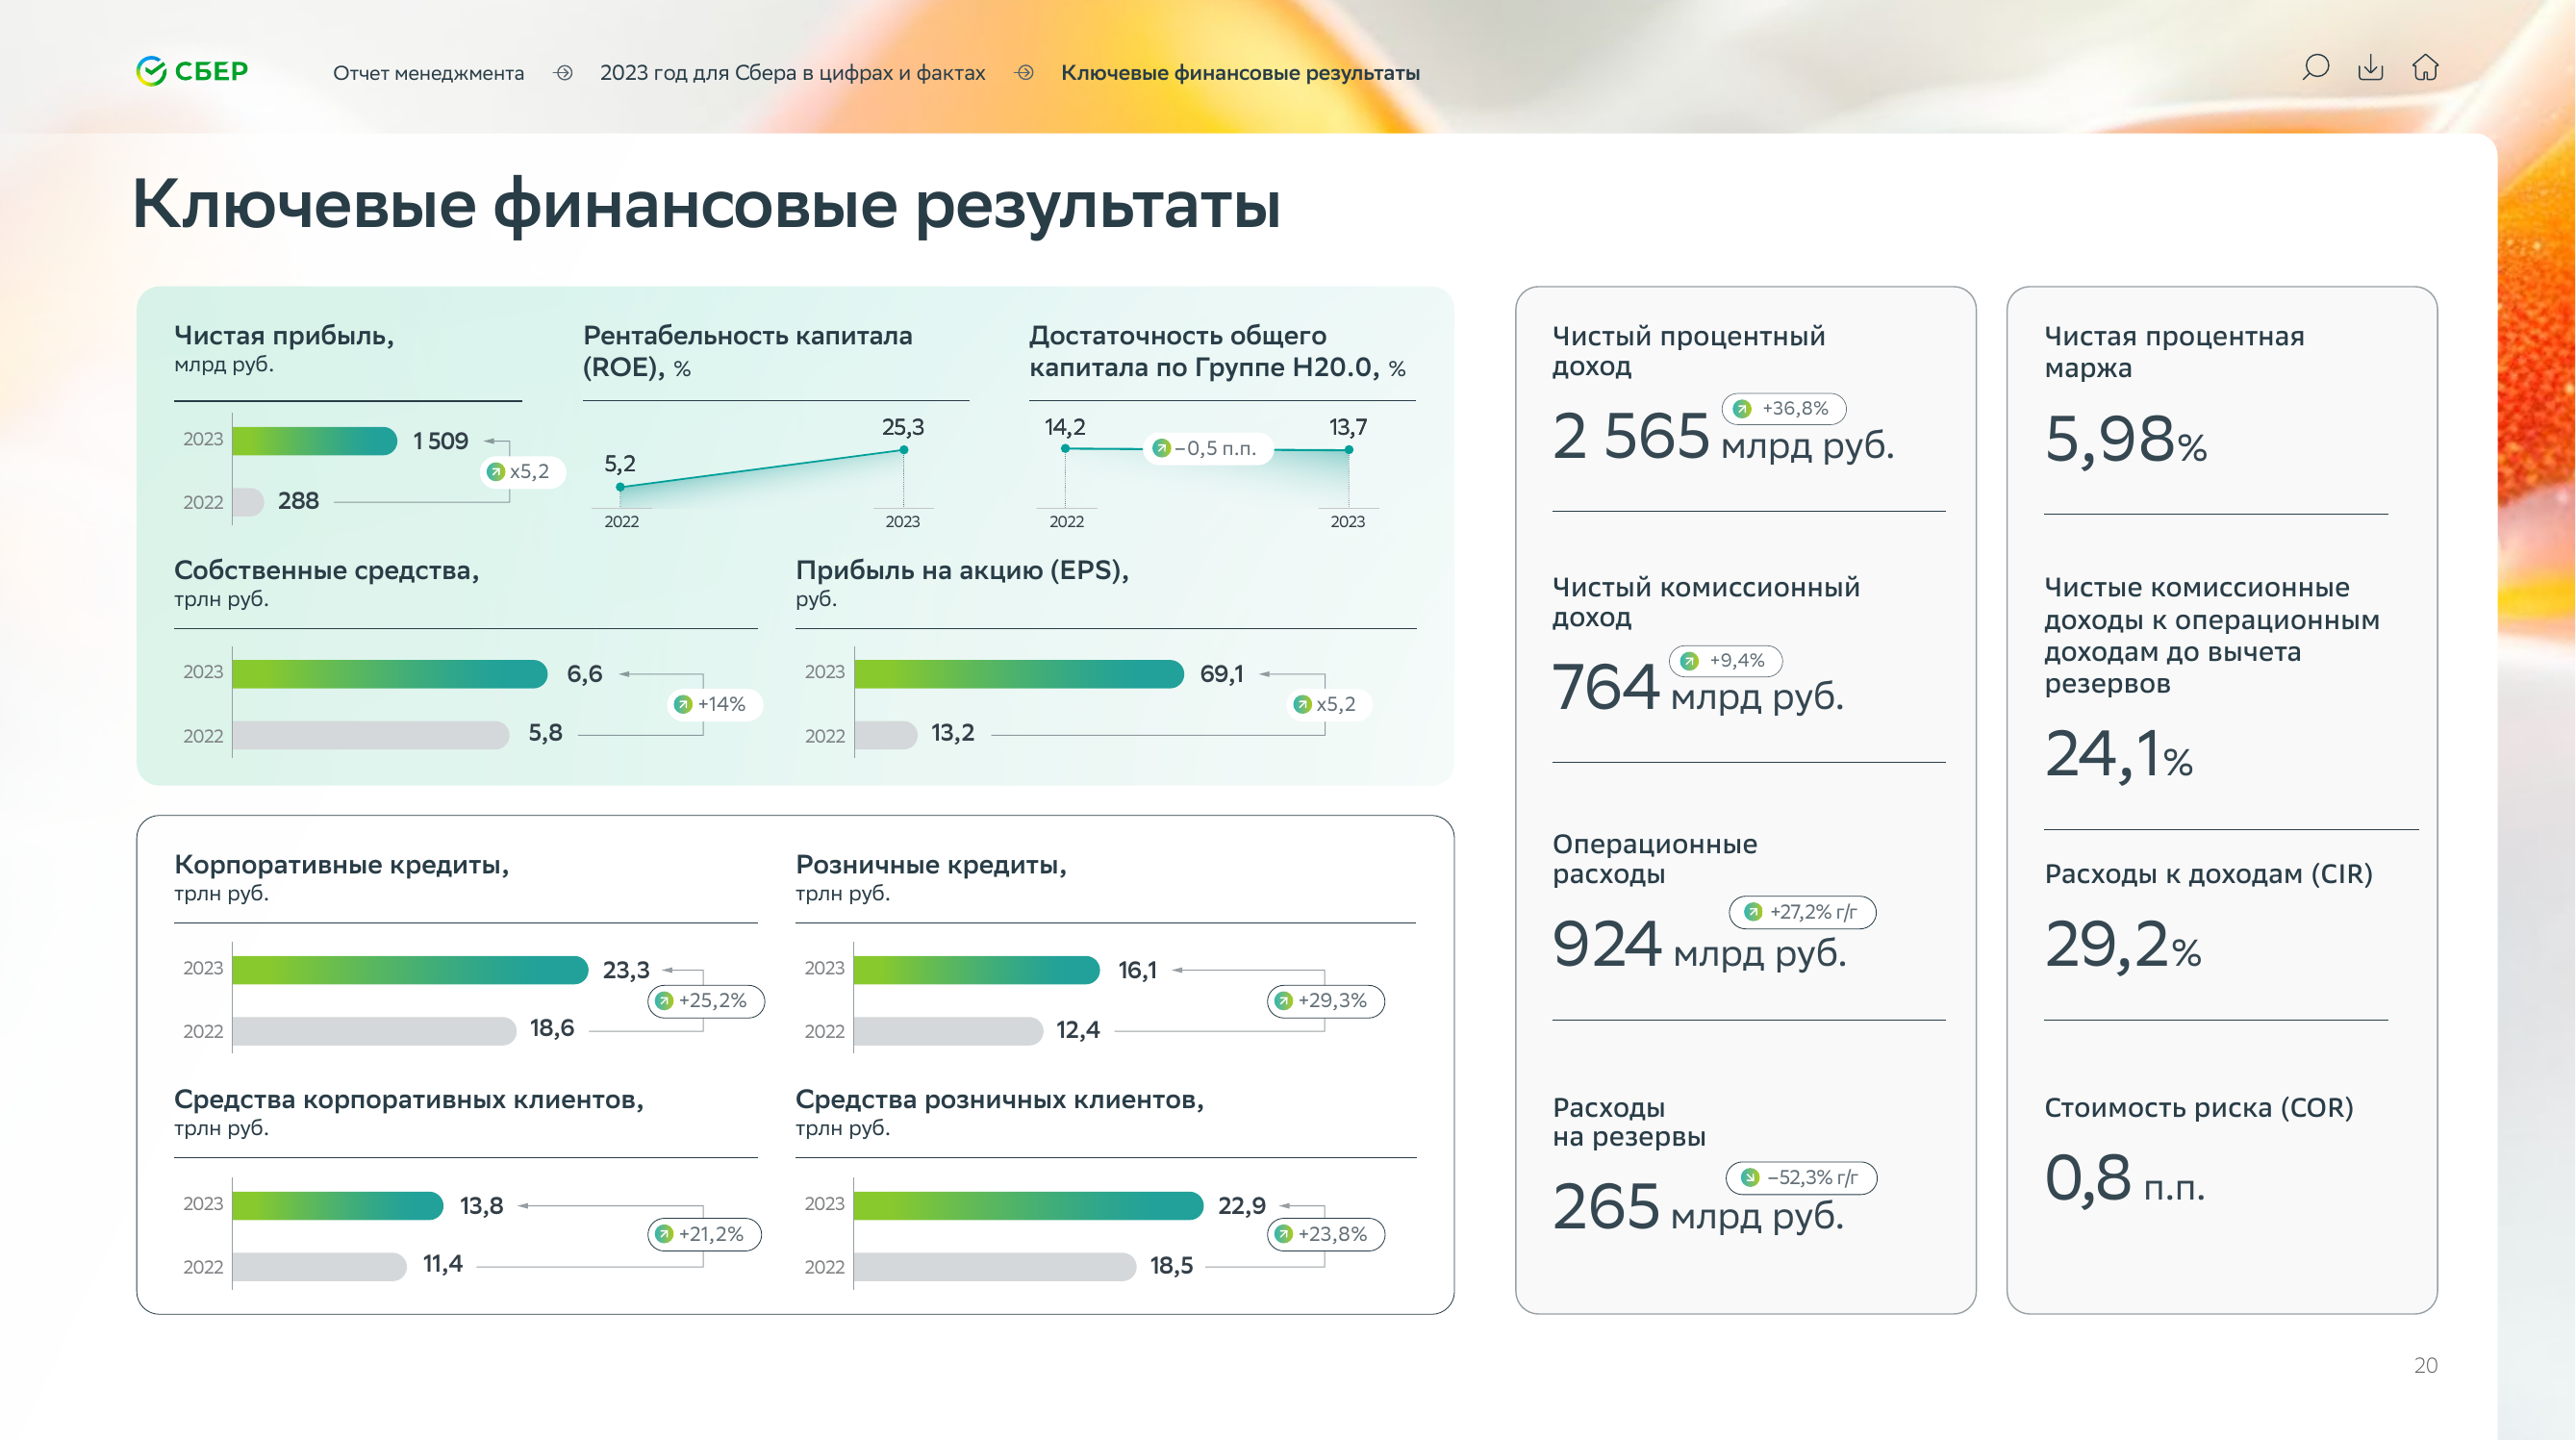 СБЕР
Отчет менеджмента
2023 год для Сбера в цифрах и фактах
Ключевые финансовые результаты
Ключевые финансовые результаты
Чистая прибыль,
млрд руб.
2023
1 509
x5,2
2022
288
Рентабельность капитала
(ROE), %
5,2
25,3
2022
2023
Достаточность общего
капитала по Группе Н20.0, %
14,2
–0,5 п.п.
13,7
2022
2023
Собственные средства,
трлн руб.
2023
6,6
+14%
2022
5,8
Прибыль на акцию (EPS),
руб.
2023
69,1
x5,2
2022
13,2
Корпоративные кредиты,
трлн руб.
2023
23,3
+25,2%
2022
18,6
Розничные кредиты,
трлн руб.
2023
16,1
+29,3%
2022
12,4
Средства корпоративных клиентов,
трлн руб.
2023
13,8
+21,2%
2022
11,4
Средства розничных клиентов,
трлн руб.
2023
22,9
+23,8%
2022
18,5
Чистый процентный
доход
+36,8%
2 565 млрд руб.
Чистый комиссионный
доход
+9,4%
764 млрд руб.
Операционные
расходы
+27,2% г/г
924 млрд руб.
Расходы
на резервы
–52,3% г/г
265 млрд руб.
Чистая процентная
маржа
5,98%
Чистые комиссионные
доходы к операционным
доходам до вычета
резервов
24,1%
Расходы к доходам (CIR)
29,2%
Стоимость риска (COR)
0,8 п.п.
20